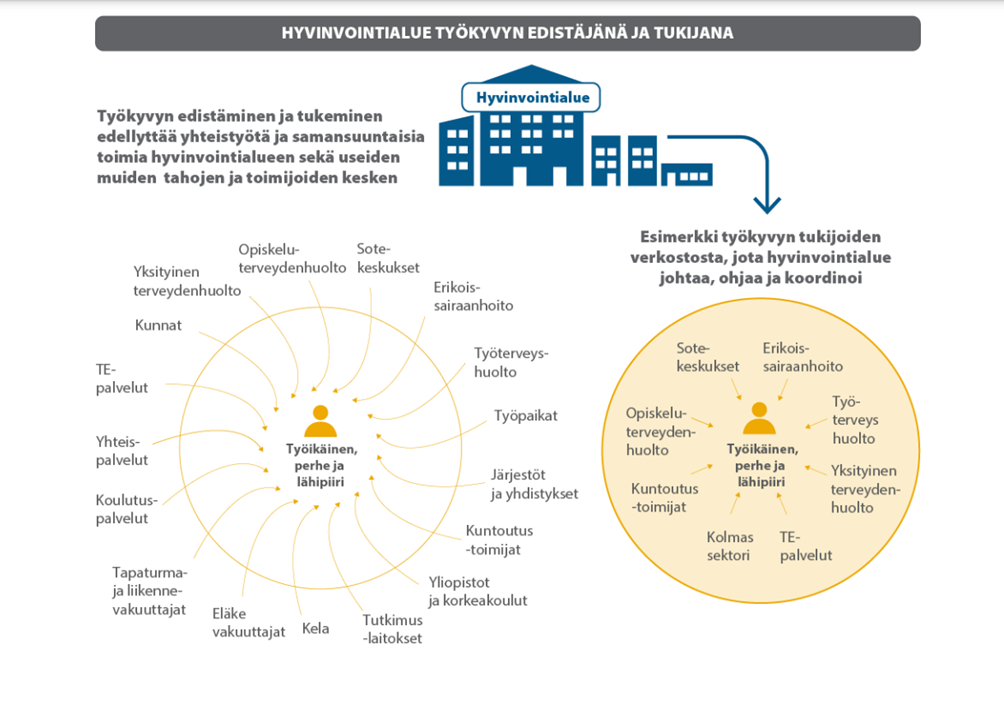 HYVINVOINTIALUE TYÖKYVYN EDISTÄJÄNÄ JA TUKIJANA
Hyvinvointialue
Työkyvyn edistäminen ja tukeminen
edellyttää yhteistyötä ja samansuuntaisia
toimia hyvinvointialueen sekä useiden
muiden tahojen ja toimijoiden kesken
Opiskelu-
terveydenhuolto
Sote-
keskukset
Erikois-
sairaanhoito
Työterveys-
huolto
Työpaikat
Järjestöt
ja yhdistykset
Kuntoutus
-toimijat
Yliopistot
ja korkeakoulut
Tutkimus
-laitokset
Kela
Eläke
vakuuttajat
Tapaturma-
ja liikenne-
vakuuttajat
Koulutus-
palvelut
Yhteis-
palvelut
TE-
palvelut
Kunnat
Yksityinen
terveydenhuolto
Työikäinen,
perhe ja
lähipiiri
Esimerkki työkyvyn tukijoiden
verkostosta, jota hyvinvointialue
johtaa, ohjaa ja koordinoi
Sote-
keskukset
Erikois-
sairaanhoito
Työ-
terveys
huolto
Yksityinen
terveyden-
huolto
TE-
palvelut
Kolmas
sektori
Kuntoutus
-toimijat
Opiskelu-
terveyden-
huolto
Työikäinen,
perhe ja
lähipiiri